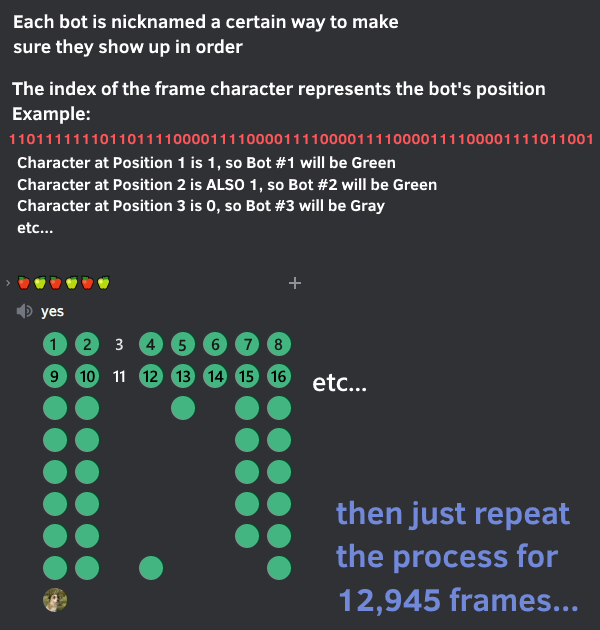 Each bot is nicknamed a certain way to make
sure they show up in order
The index of the frame character represents the bot's position
Example:
1101111111011011110000111100001111000011110000111100001111011001
Character at Position 1 is 1, so Bot #1 will be Green
Character at Position 2 is ALSO 1, so Bot #2 will be Green
Character at Position 3 is 0, so Bot #3 will be Gray
etc...
yes
1 2 3 4 5 6 7 8
9 10 11 12 13 14 15 16
etc...
then just repeat
the process for
12,945 frames...